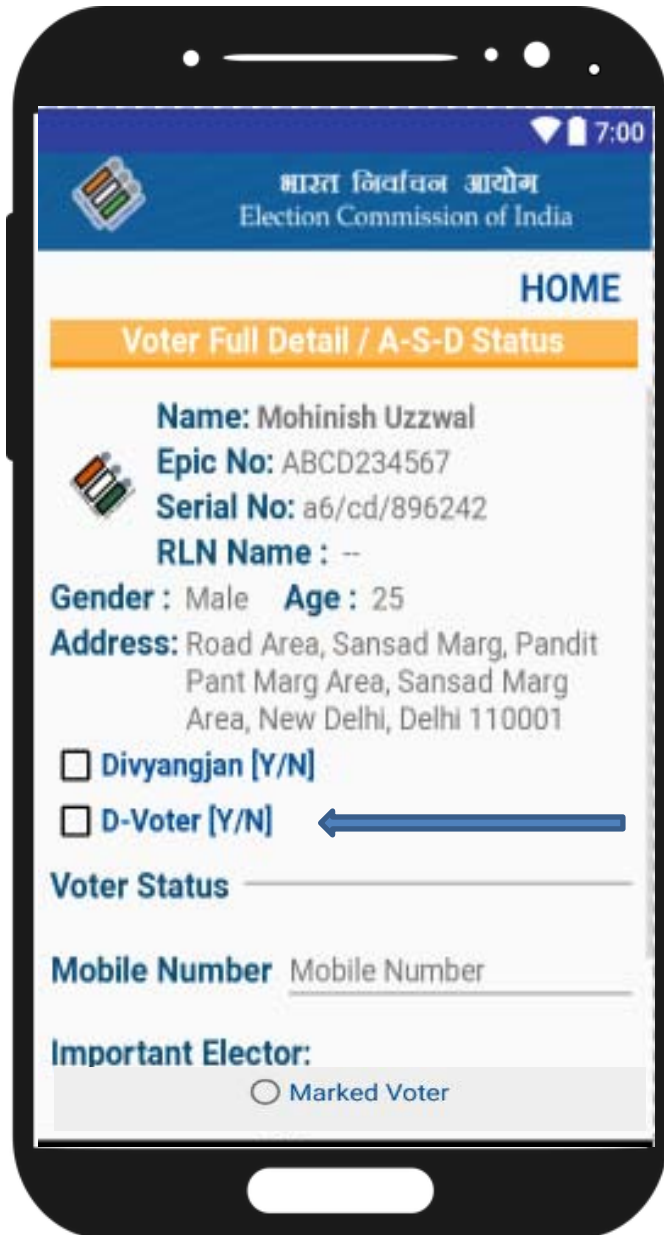 7:00
भारत निर्वाचन आयोग
Election Commission of India
HOME
Voter Full Detail / A-S-D Status
Name: Mohinish Uzzwal
Epic No: ABCD234567
Serial No: a6/cd/896242
RLN Name : --
Gender : Male Age : 25
Address: Road Area, Sansad Marg, Pandit
Pant Marg Area, Sansad Marg
Area, New Delhi, Delhi 110001
Divyangjan [Y/N]
D-Voter [Y/N]
Voter Status
Mobile Number Mobile Number
Important Elector:
Marked Voter